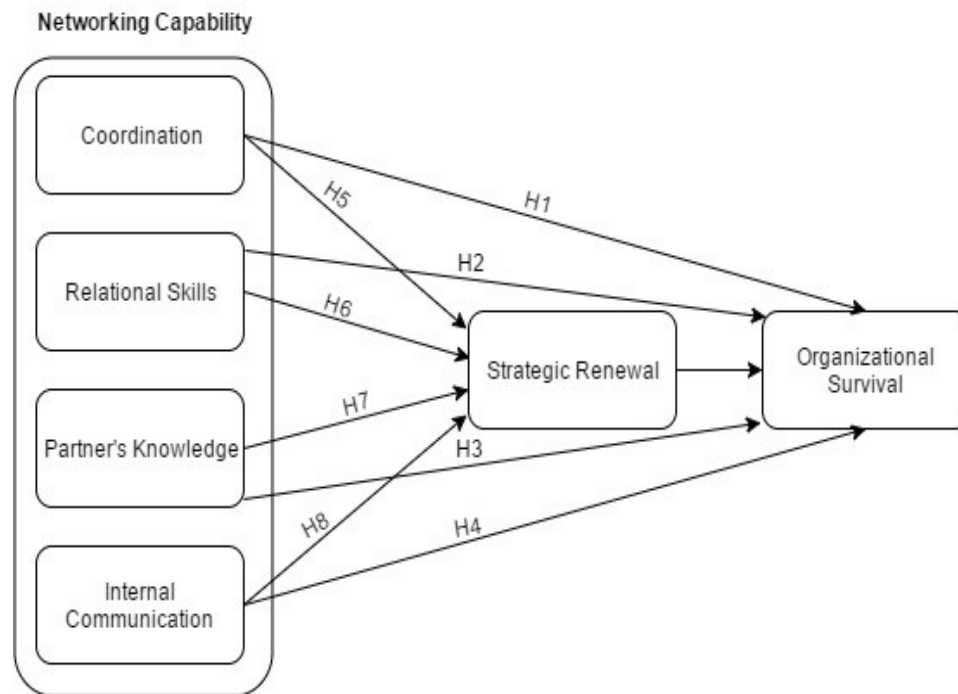 Networking Capability
Coordination
H5
H1
Relational Skills
H2
H6
Strategic Renewal
Organizational
Survival
Partner's Knowledge
H7
H3
H8
H4
Internal
Communication